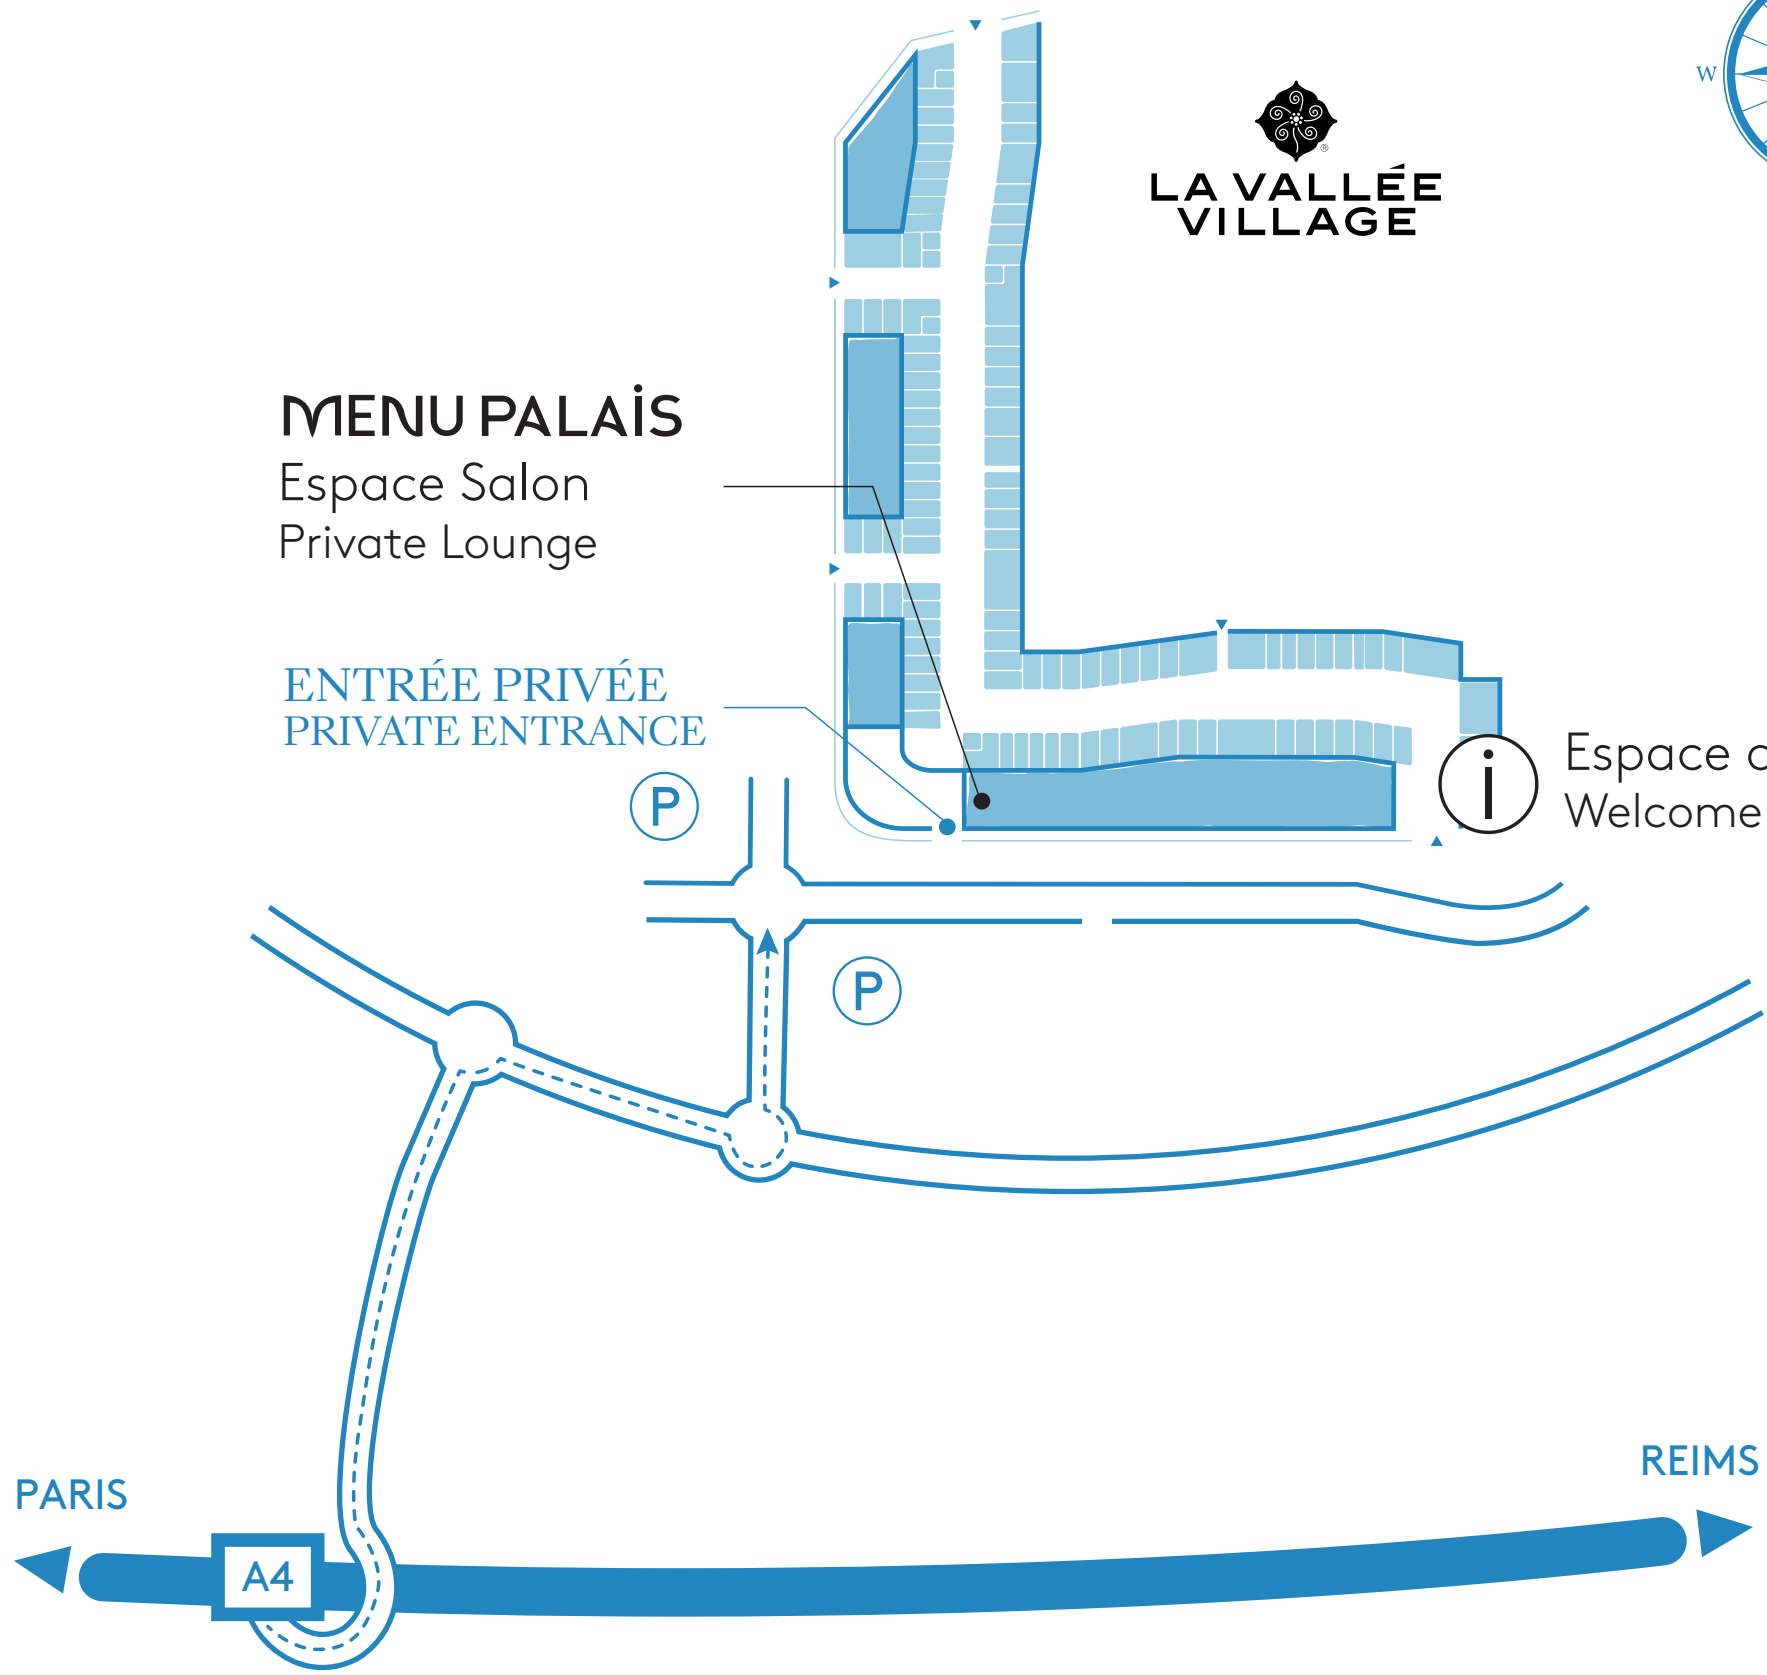 W
LA VALLÉE
VILLAGE
®
MENU PALAIS
Espace Salon
Private Lounge
ENTRÉE PRIVÉE
PRIVATE ENTRANCE
P
i
Espace
Welcome
P
PARIS
REIMS
A4